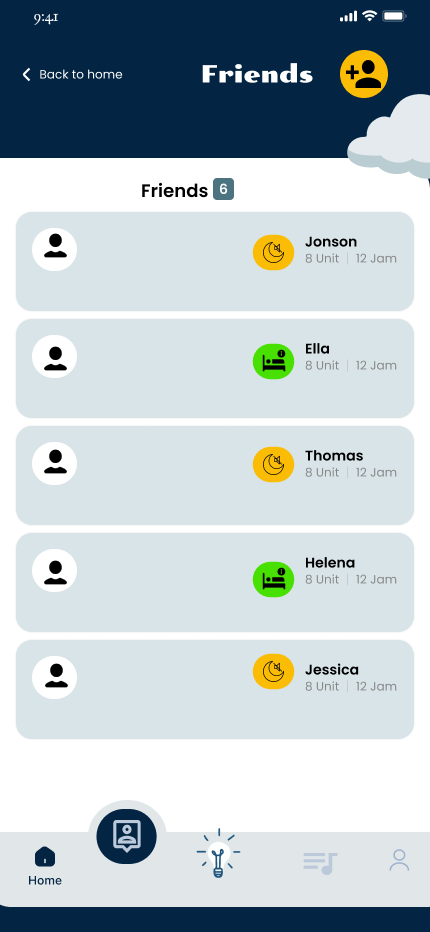 9:41
Back to home
Friends
Friends 6
Jonson
8 Unit | 12 Jam
Ella
8 Unit | 12 Jam
Thomas
8 Unit | 12 Jam
Helena
8 Unit | 12 Jam
Jessica
8 Unit | 12 Jam
Home